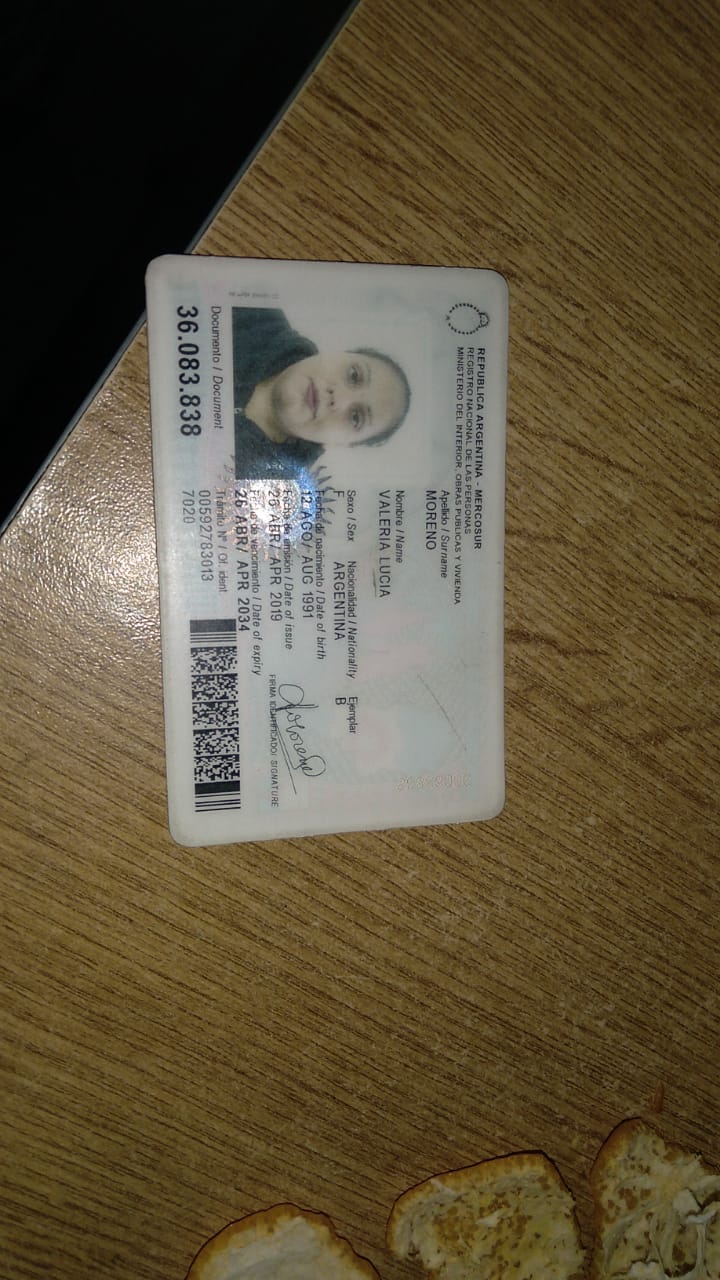 REPUBLICA ARGENTINA - MERCOSUR
REGISTRO NACIONAL DE LAS PERSONAS
MINISTERIO DEL INTERIOR, OBRAS PUBLICAS Y VIVIENDA
Apellido / Surname
MORENO
Nombre / Name
VALERIA LUCIA
Sexo / Sex Nacionalidad / Nationality Ejemplar
F ARGENTINA B
Fecha de nacimiento / Date of birth
12 AGO/ AUG 1991
Fecha de emisión / Date of issue
26 ABR/ APR 2019
Fecha de vencimiento / Date of expiry
26 ABR/ APR 2034
FIRMA IDENTIFICADO/ SIGNATURE
Documento / Document
36.083.838
Trámite Nº / Of. ident.
00592783013
7020